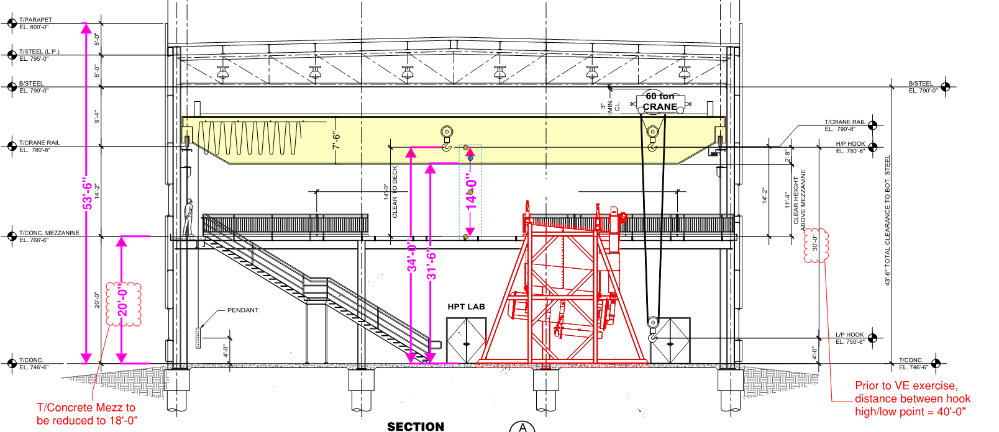 T/PARAPET
EL. 800'-0"
5'-0"
T/STEEL (L.P.)
EL. 795'-0"
5'-0"
B/STEEL
EL. 790'-0"
9'-4"
T/CRANE RAIL
EL. 780'-8"
53'-6"
14'-2"
T/CONC. MEZZANINE
EL. 766'-6"
20'-0"
20'-0"
T/CONC.
EL. 746'-6"
T/Concrete Mezz to
be reduced to 18'-0"
PENDANT
4'-0"
7'-6"
14'-0"
CLEAR TO DECK
34'-0"
31'-6"
14'-0"
HPT LAB
3"
MIN.
CL.
60 ton
CRANE
B/STEEL
EL. 790'-0"
T/CRANE RAIL
EL. 790'-8"
H/P HOOK
EL. 780'-6"
2'-8"
14'-2"
11'-4"
CLEAR HEIGHT
ABOVE MEZZANINE
30'-0"
43'-6" TOTAL CLEARANCE TO BOT. STEEL
L/P HOOK
EL. 750'-6"
4'-0"
T/CONC.
EL. 746'-6"
Prior to VE exercise,
distance between hook
high/low point = 40'-0"
SECTION
A